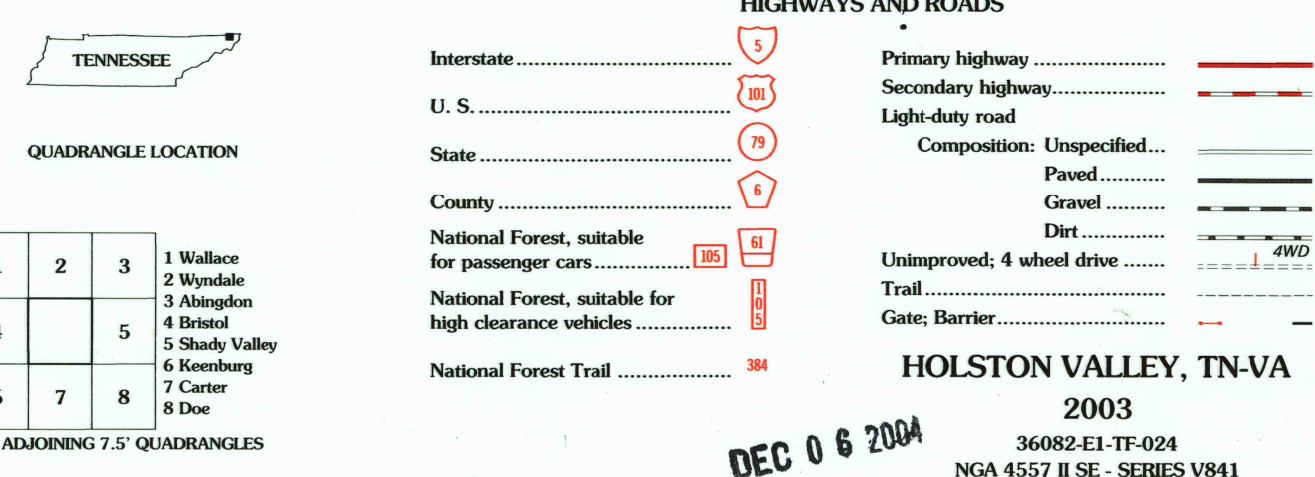 HIGHWAYS AND ROADS
TENNESSEE
QUADRANGLE LOCATION
2 3
5
7 8
1 Wallace
2 Wyndale
3 Abingdon
4 Bristol
5 Shady Valley
6 Keenburg
7 Carter
8 Doe
ADJOINING 7.5' QUADRANGLES
Interstate 5
U. S. 101
State 79
County 6
National Forest, suitable
for passenger cars 105 61
National Forest, suitable for
high clearance vehicles 105
National Forest Trail 384
Primary highway
Secondary highway
Light-duty road
Composition: Unspecified
Paved
Gravel
Dirt
Unimproved; 4 wheel drive 4WD
Trail
Gate; Barrier
HOLSTON VALLEY, TN-VA
2003
36082-E1-TF-024
NGA 4557 II SE - SERIES V841
DEC 0 6 2004